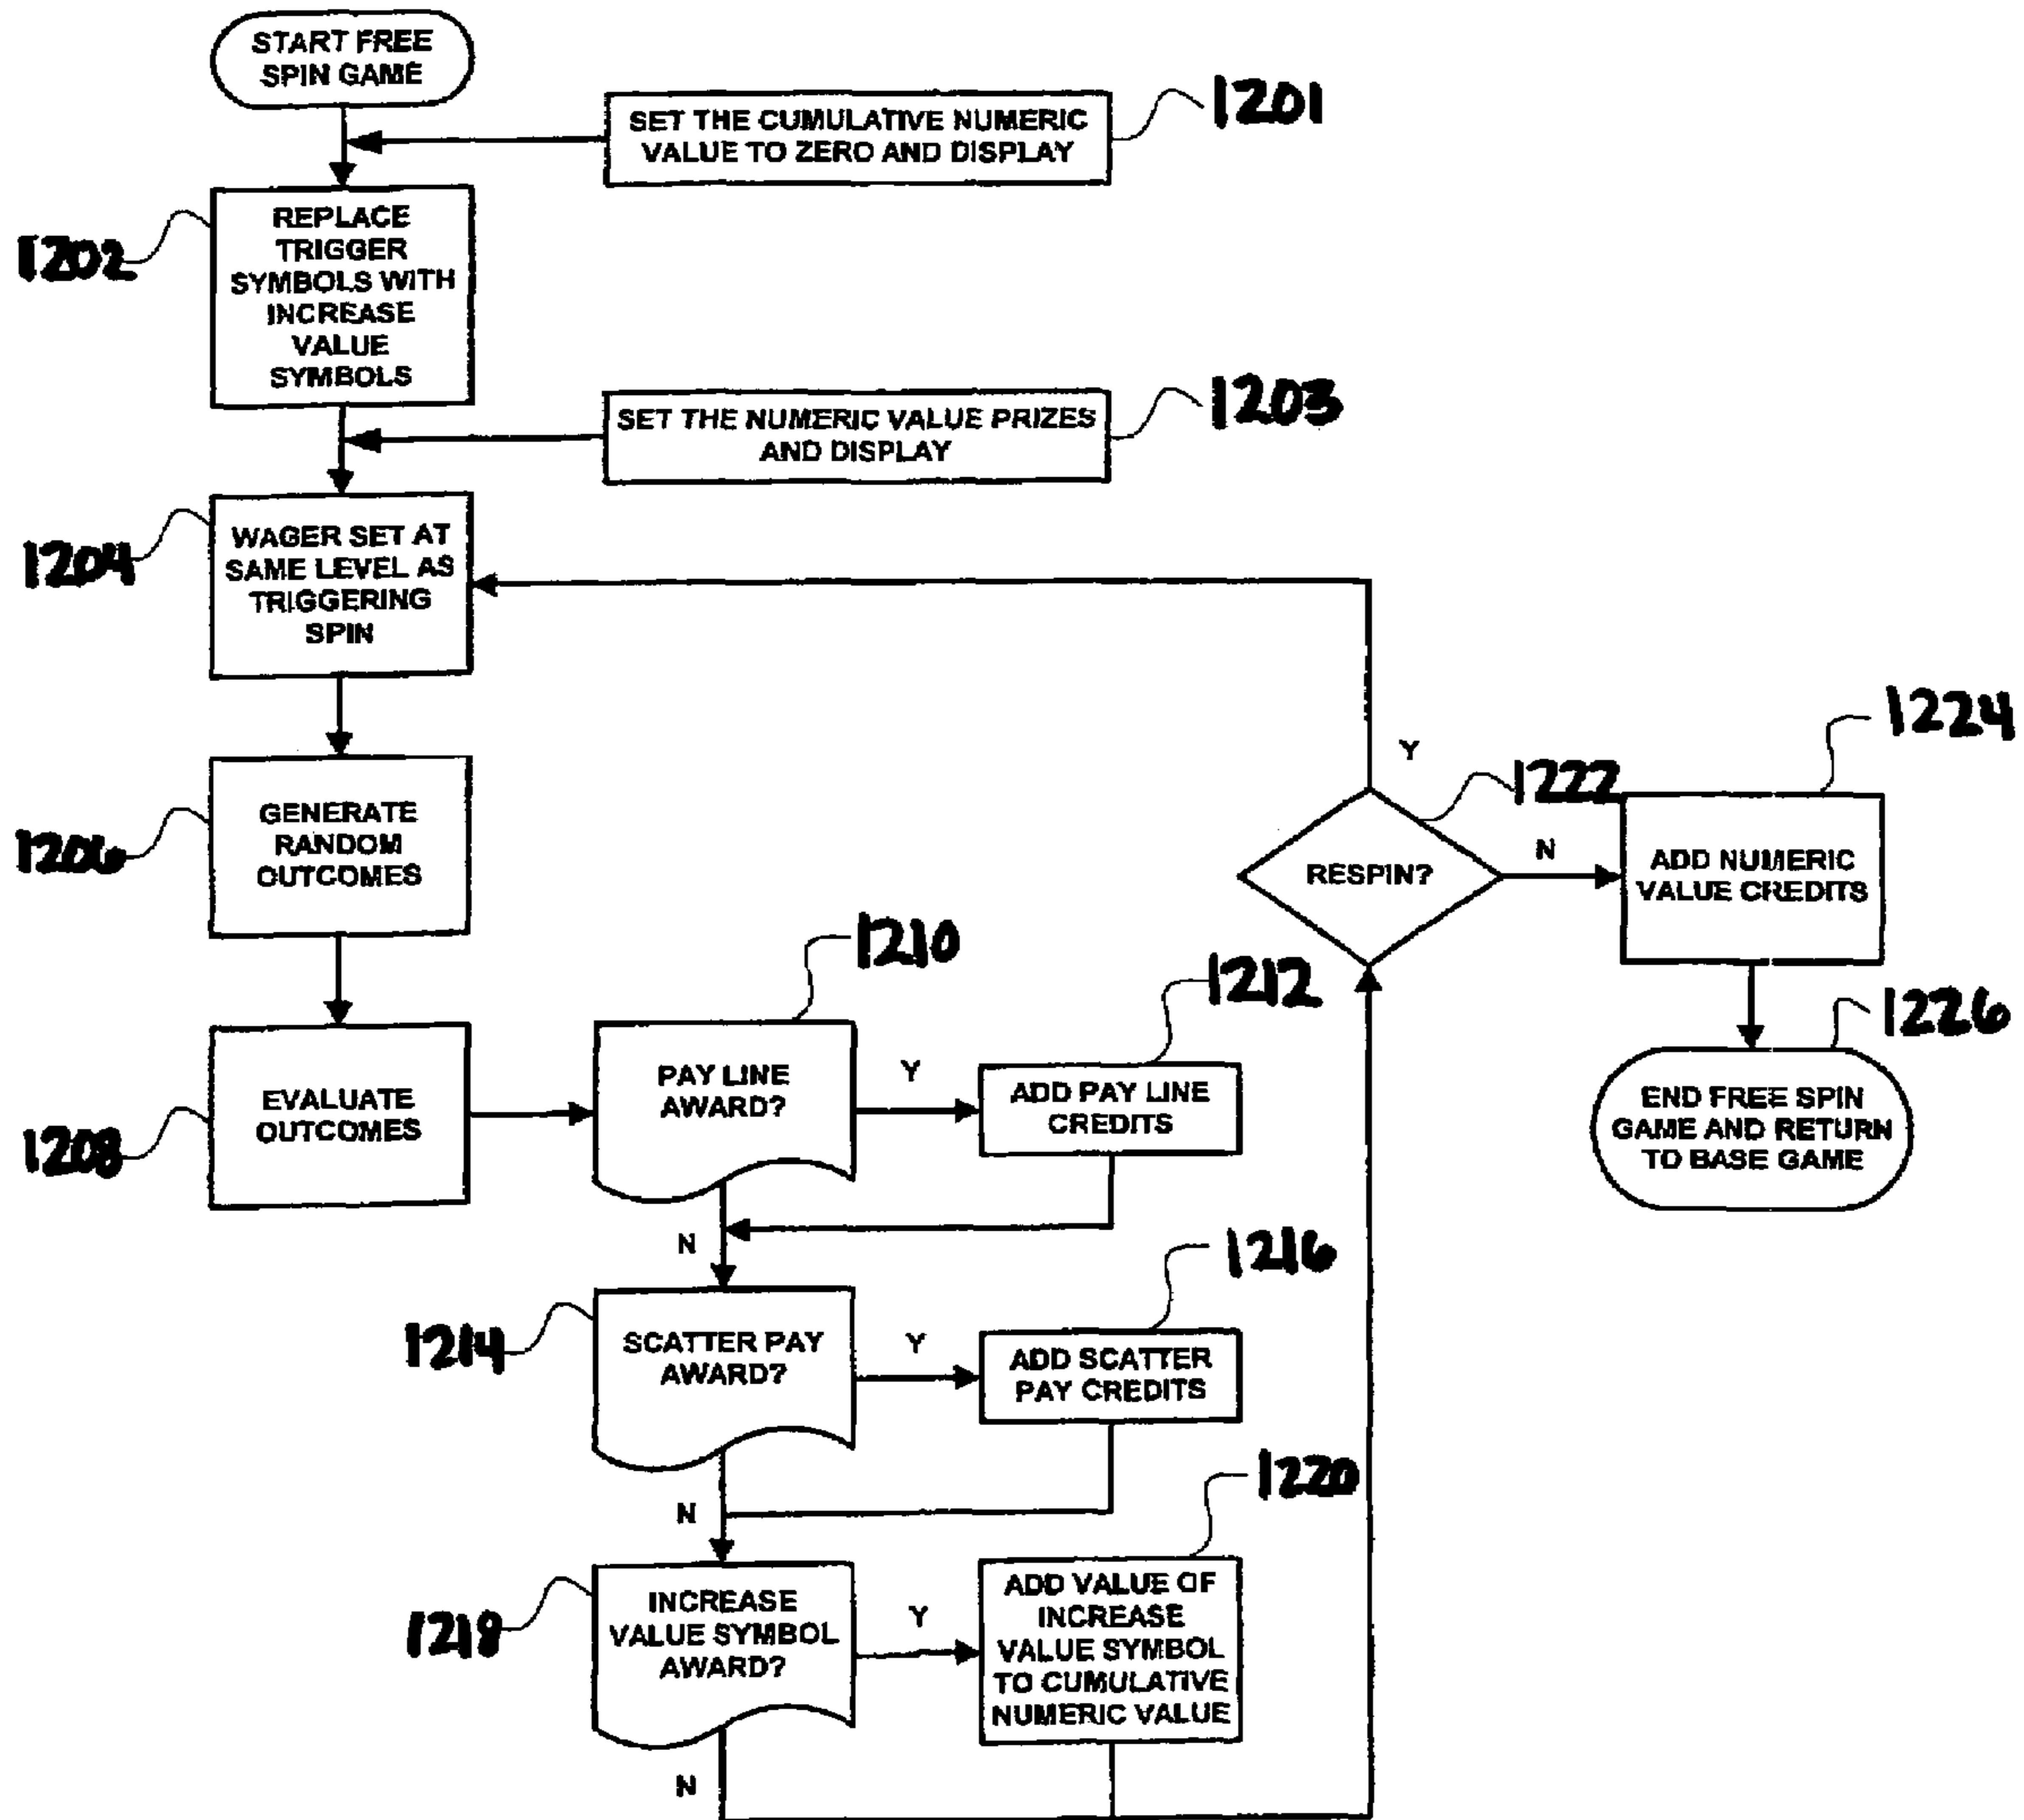 START FREE
SPIN GAME
SET THE CUMULATIVE NUMERIC
VALUE TO ZERO AND DISPLAY
1201
REPLACE
TRIGGER
SYMBOLS WITH
INCREASE
VALUE
SYMBOLS
1202
SET THE NUMERIC VALUE PRIZES
AND DISPLAY
1203
WAGER SET AT
SAME LEVEL AS
TRIGGERING
SPIN
1204
GENERATE
RANDOM
OUTCOMES
1206
EVALUATE
OUTCOMES
1208
PAY LINE
AWARD?
1210
Y
ADD PAY LINE
CREDITS
1212
N
SCATTER PAY
AWARD?
1214
Y
ADD SCATTER
PAY CREDITS
1216
N
INCREASE
VALUE SYMBOL
AWARD?
1218
Y
ADD VALUE OF
INCREASE
VALUE SYMBOL
TO CUMULATIVE
NUMERIC VALUE
1220
N
RESPIN?
1222
Y
N
ADD NUMERIC
VALUE CREDITS
1224
END FREE SPIN
GAME AND RETURN
TO BASE GAME
1226